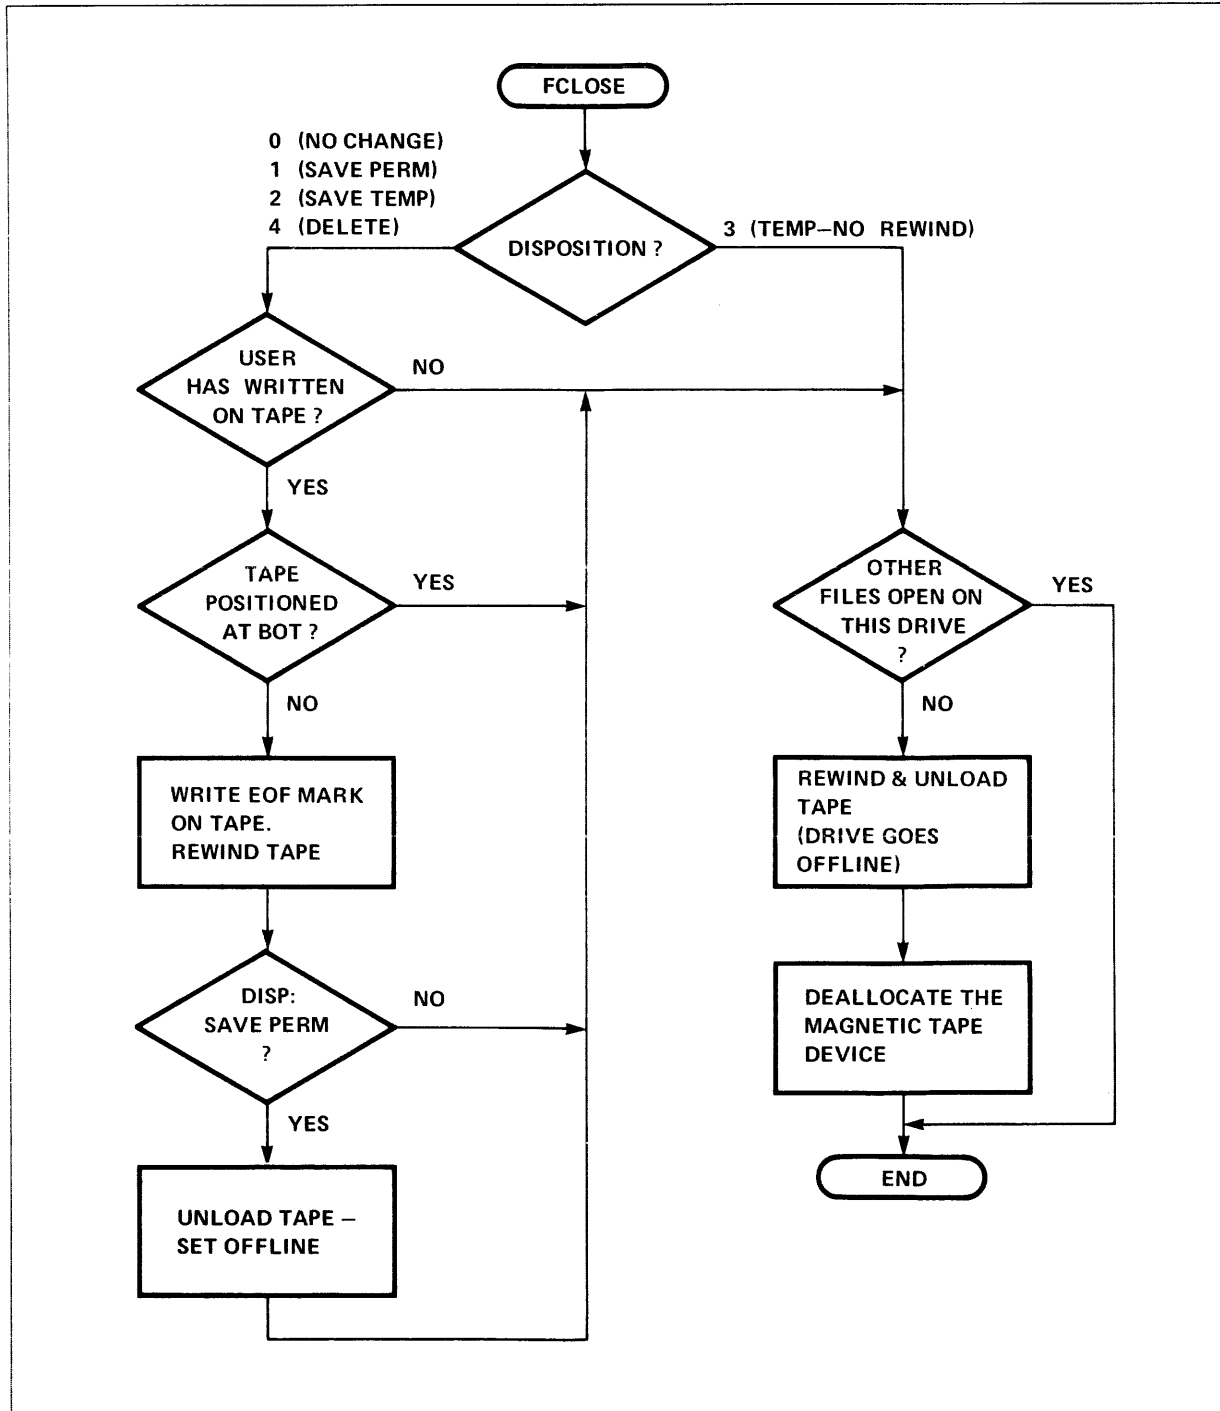 FCLOSE
0 (NO CHANGE)
1 (SAVE PERM)
2 (SAVE TEMP)
4 (DELETE)
DISPOSITION ?
3 (TEMP–NO REWIND)
USER
HAS WRITTEN
ON TAPE ?
NO
YES
TAPE
POSITIONED
AT BOT ?
YES
NO
OTHER
FILES OPEN ON
THIS DRIVE
?
YES
NO
WRITE EOF MARK
ON TAPE.
REWIND TAPE
REWIND & UNLOAD
TAPE
(DRIVE GOES
OFFLINE)
DISP:
SAVE PERM
?
NO
YES
DEALLOCATE THE
MAGNETIC TAPE
DEVICE
UNLOAD TAPE –
SET OFFLINE
END